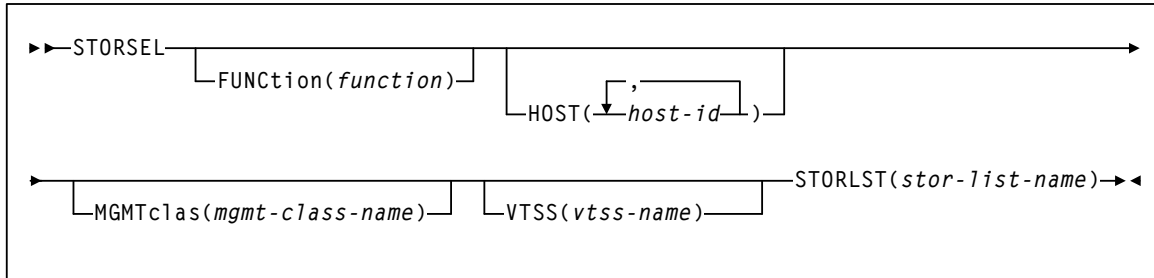 STORSEL
FUNCtion(function)
HOST( , host-id )
MGMTclas(mgmt-class-name)
VTSS(vtss-name)
STORLST(stor-list-name)